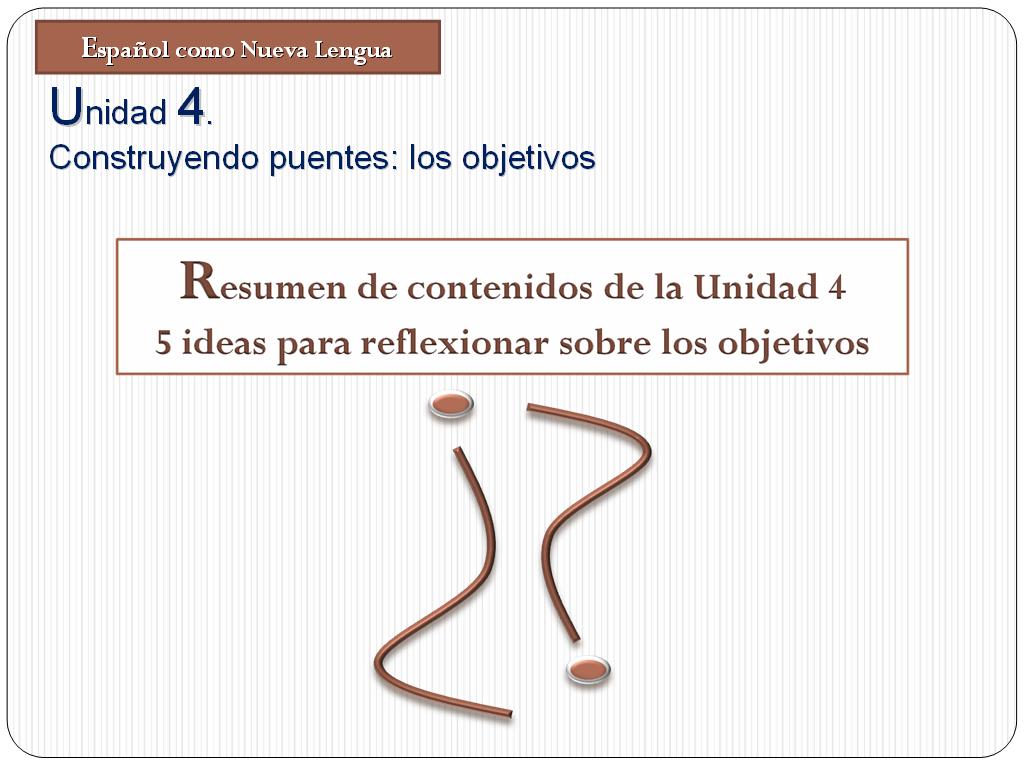 Español como Nueva Lengua
Unidad 4.
Construyendo puentes: los objetivos
Resumen de contenidos de la Unidad 4
5 ideas para reflexionar sobre los objetivos